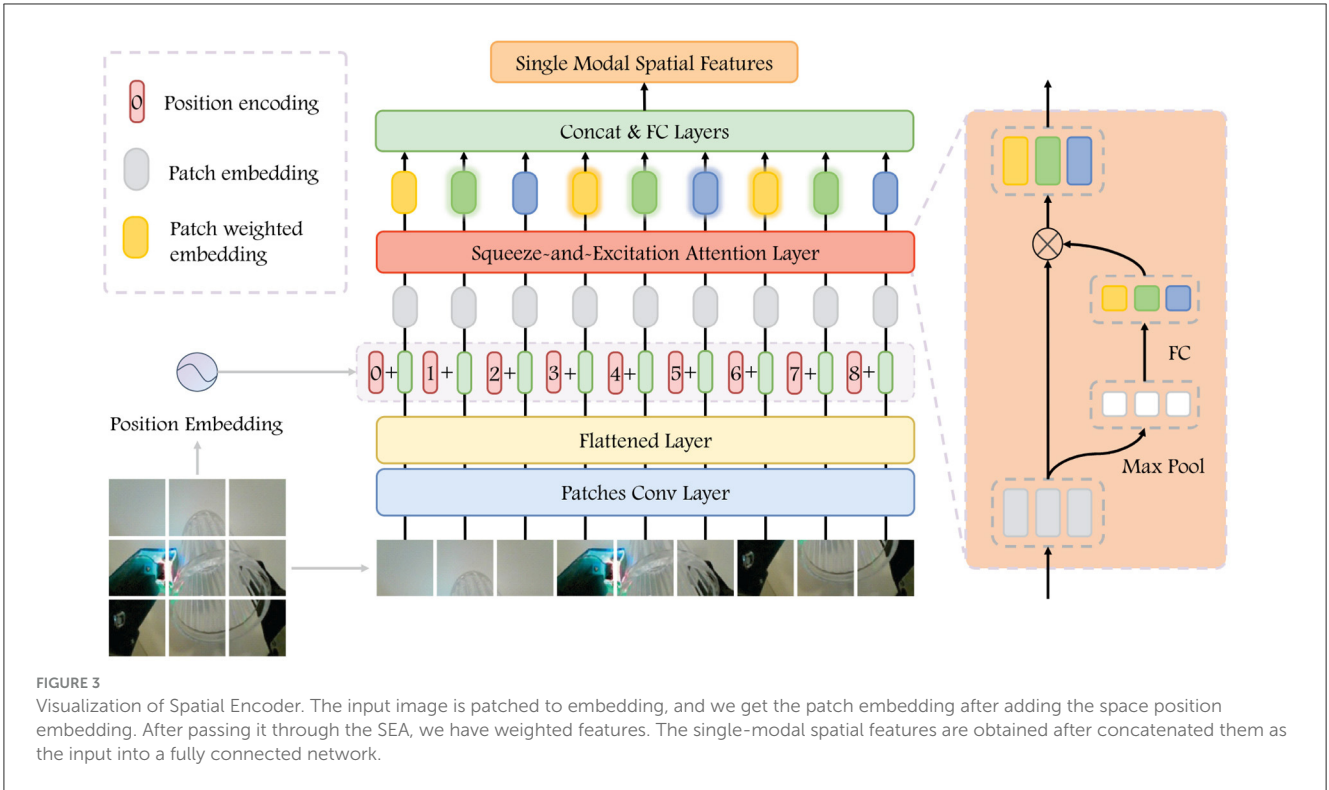 Single Modal Spatial Features
0 Position encoding
Concat & FC Layers
Patch embedding
Patch weighted
embedding
Squeeze-and-Excitation Attention Layer
FC
0+ 1+ 2+ 3+ 4+ 5+ 6+ 7+ 8+
Position Embedding
Flattened Layer
Max Pool
Patches Conv Layer
FIGURE 3
Visualization of Spatial Encoder. The input image is patched to embedding, and we get the patch embedding after adding the space position
embedding. After passing it through the SEA, we have weighted features. The single-modal spatial features are obtained after concatenated them as
the input into a fully connected network.